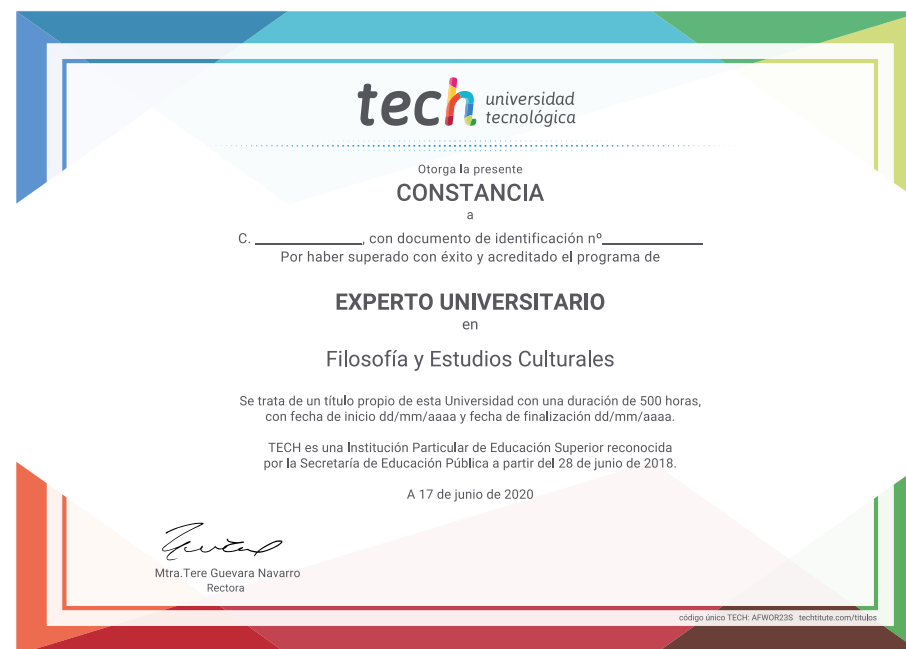 tech universidad
tecnológica
Otorga la presente
CONSTANCIA
a
C. ____________, con documento de identificación nº____________
Por haber superado con éxito y acreditado el programa de
EXPERTO UNIVERSITARIO
en
Filosofía y Estudios Culturales
Se trata de un título propio de esta Universidad con una duración de 500 horas,
con fecha de inicio dd/mm/aaaa y fecha de finalización dd/mm/aaaa.
TECH es una Institución Particular de Educación Superior reconocida
por la Secretaría de Educación Pública a partir del 28 de junio de 2018.
A 17 de junio de 2020
Mtra.Tere Guevara Navarro
Rectora
código único TECH: AFWOR23S techtitute.com/titulos